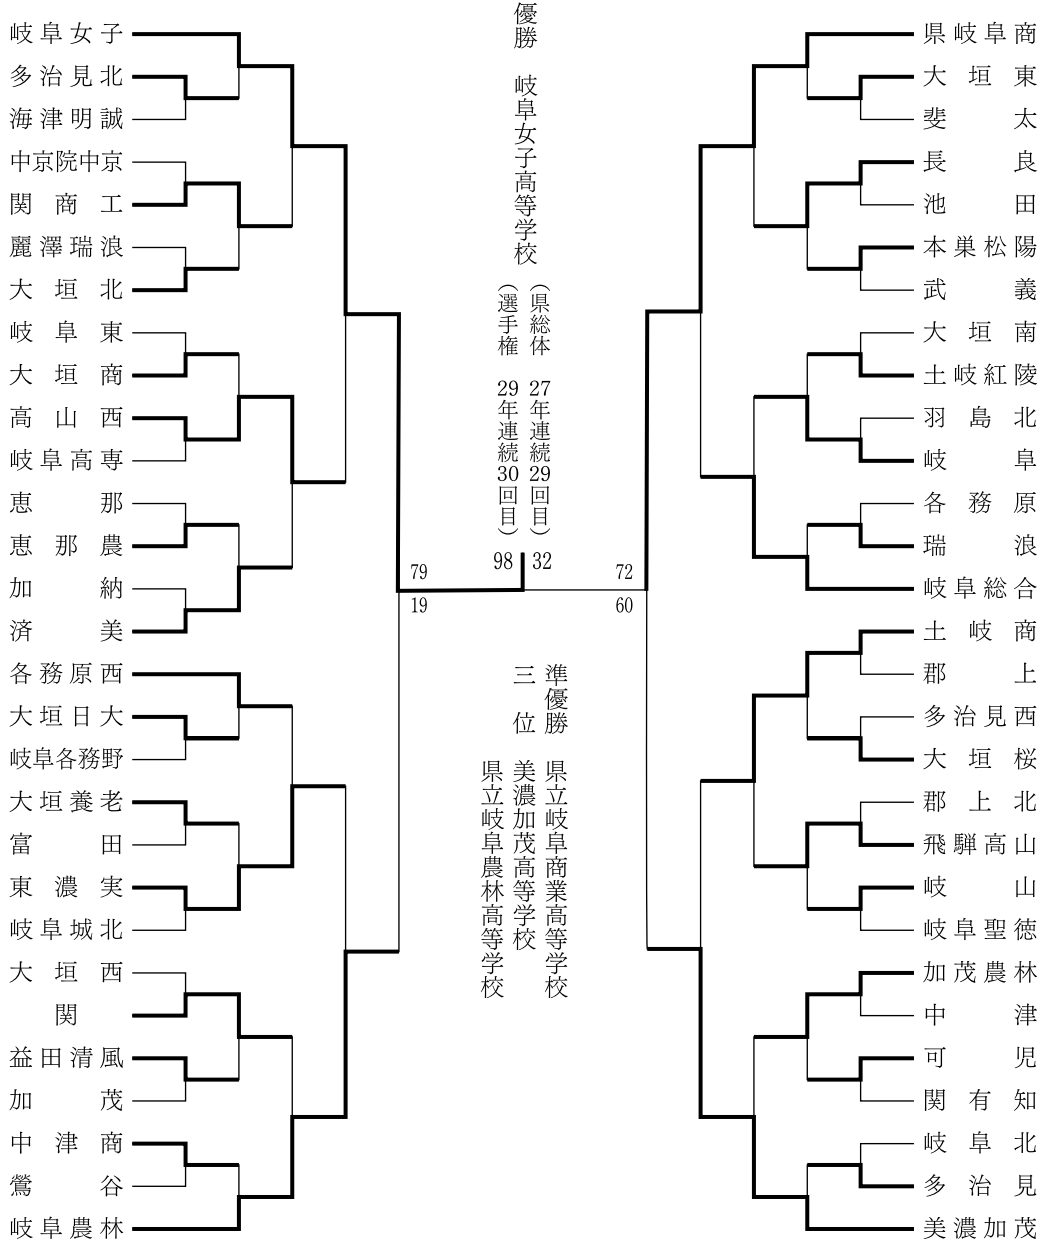 岐阜女子
多治見北
海津明誠
中京院中京
関商工
麗澤瑞浪
大垣北
岐阜東
大垣商
高山西
岐阜高専
恵那
恵那農
加納
済美
各務原西
大垣日大
岐阜各務野
大垣養老
富田
東濃実
岐阜城北
大垣西
関
益田清風
加茂
中津商
鶯谷
岐阜農林
優勝 岐阜女子高等学校
(県総体 27年連続29回目)
(選手権 29年連続30回目)
98 32
79
19
72
60
準優勝 県立岐阜商業高等学校
三位 美濃加茂高等学校
県立岐阜農林高等学校
県岐阜商
大垣東
斐太
長良
池田
本巣松陽
武義
大垣南
土岐紅陵
羽島北
岐阜
各務原
瑞浪
岐阜総合
土岐商
郡上
多治見西
大垣桜
郡上北
飛騨高山
岐山
岐阜聖徳
加茂農林
中津
可児
関有知
岐阜北
多治見
美濃加茂